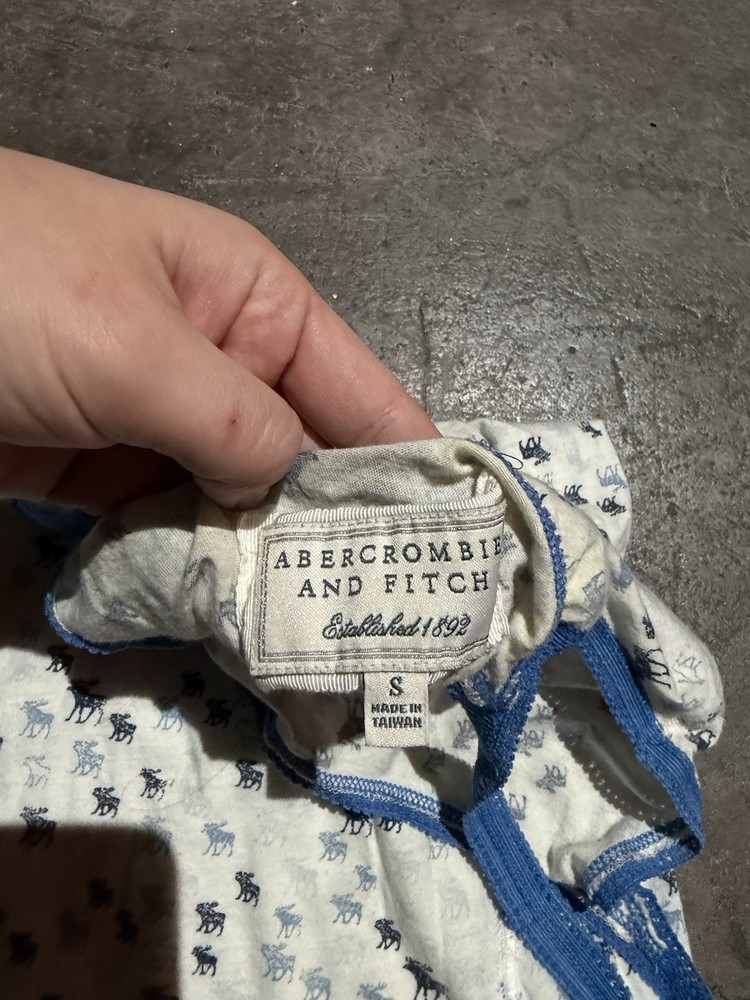 ABERCROMBIE
AND FITCH
Established 1892
S
MADE IN
TAIWAN